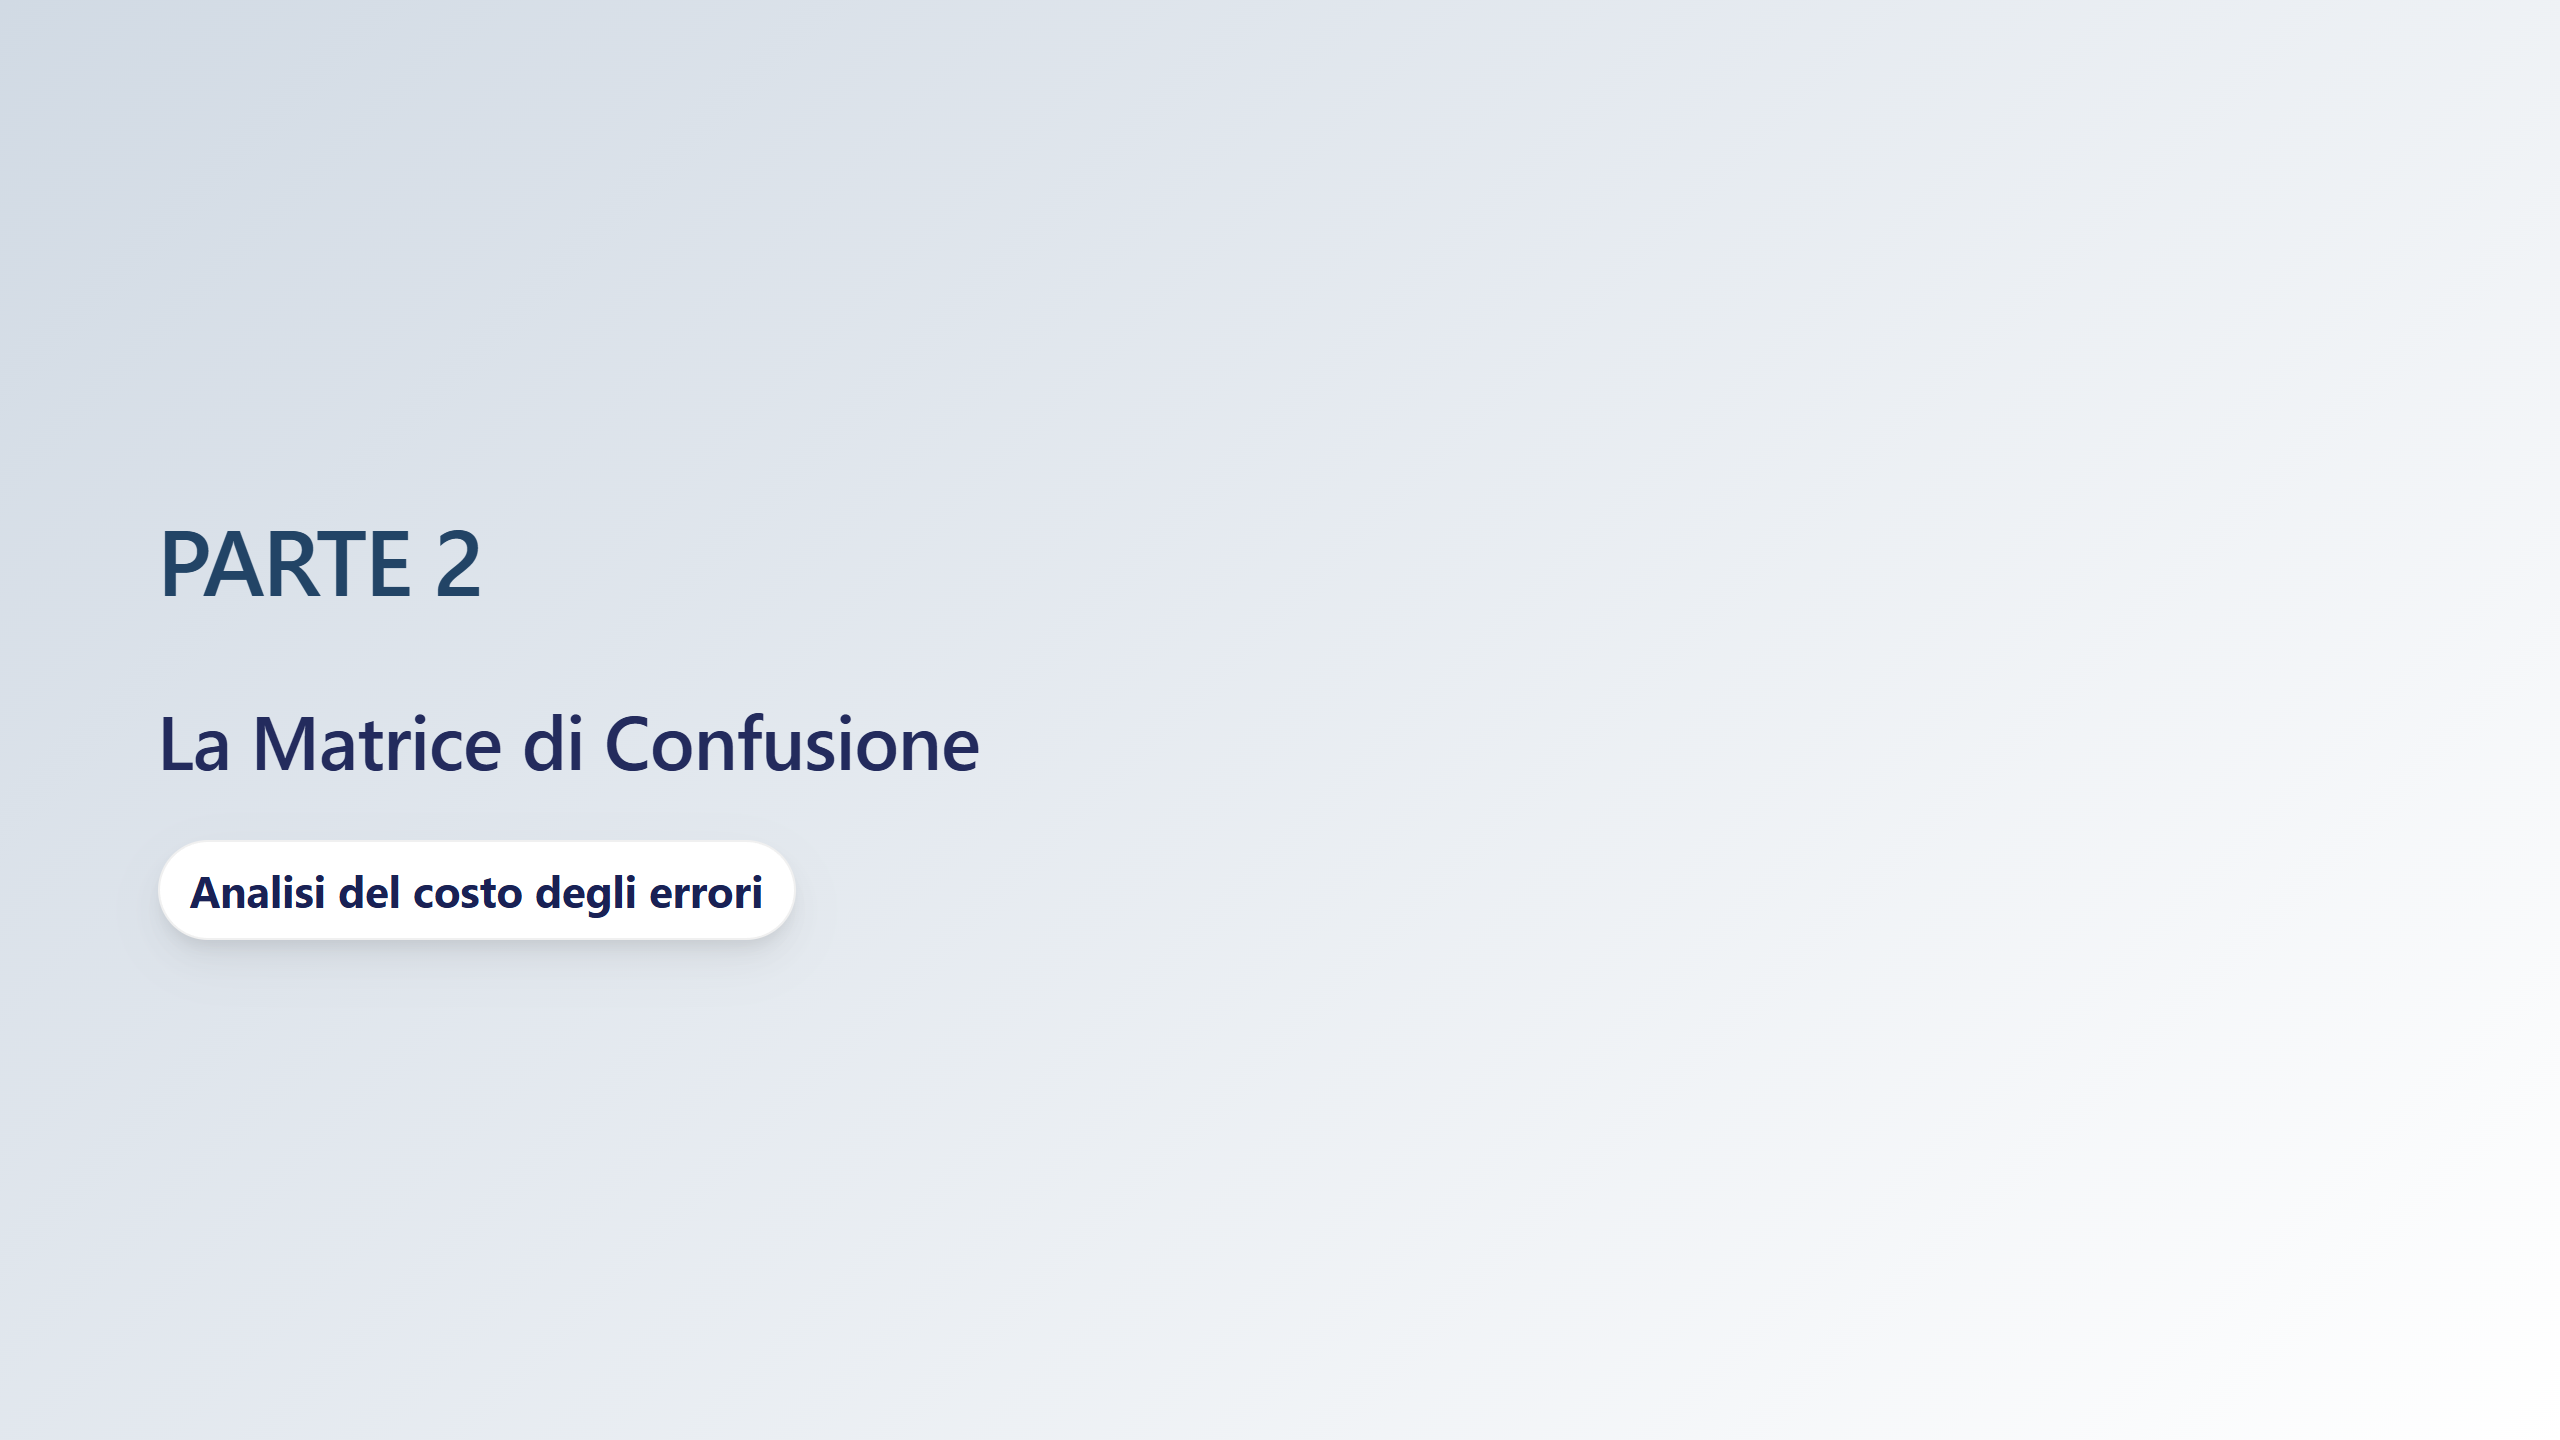 PARTE 2
La Matrice di Confusione
Analisi del costo degli errori